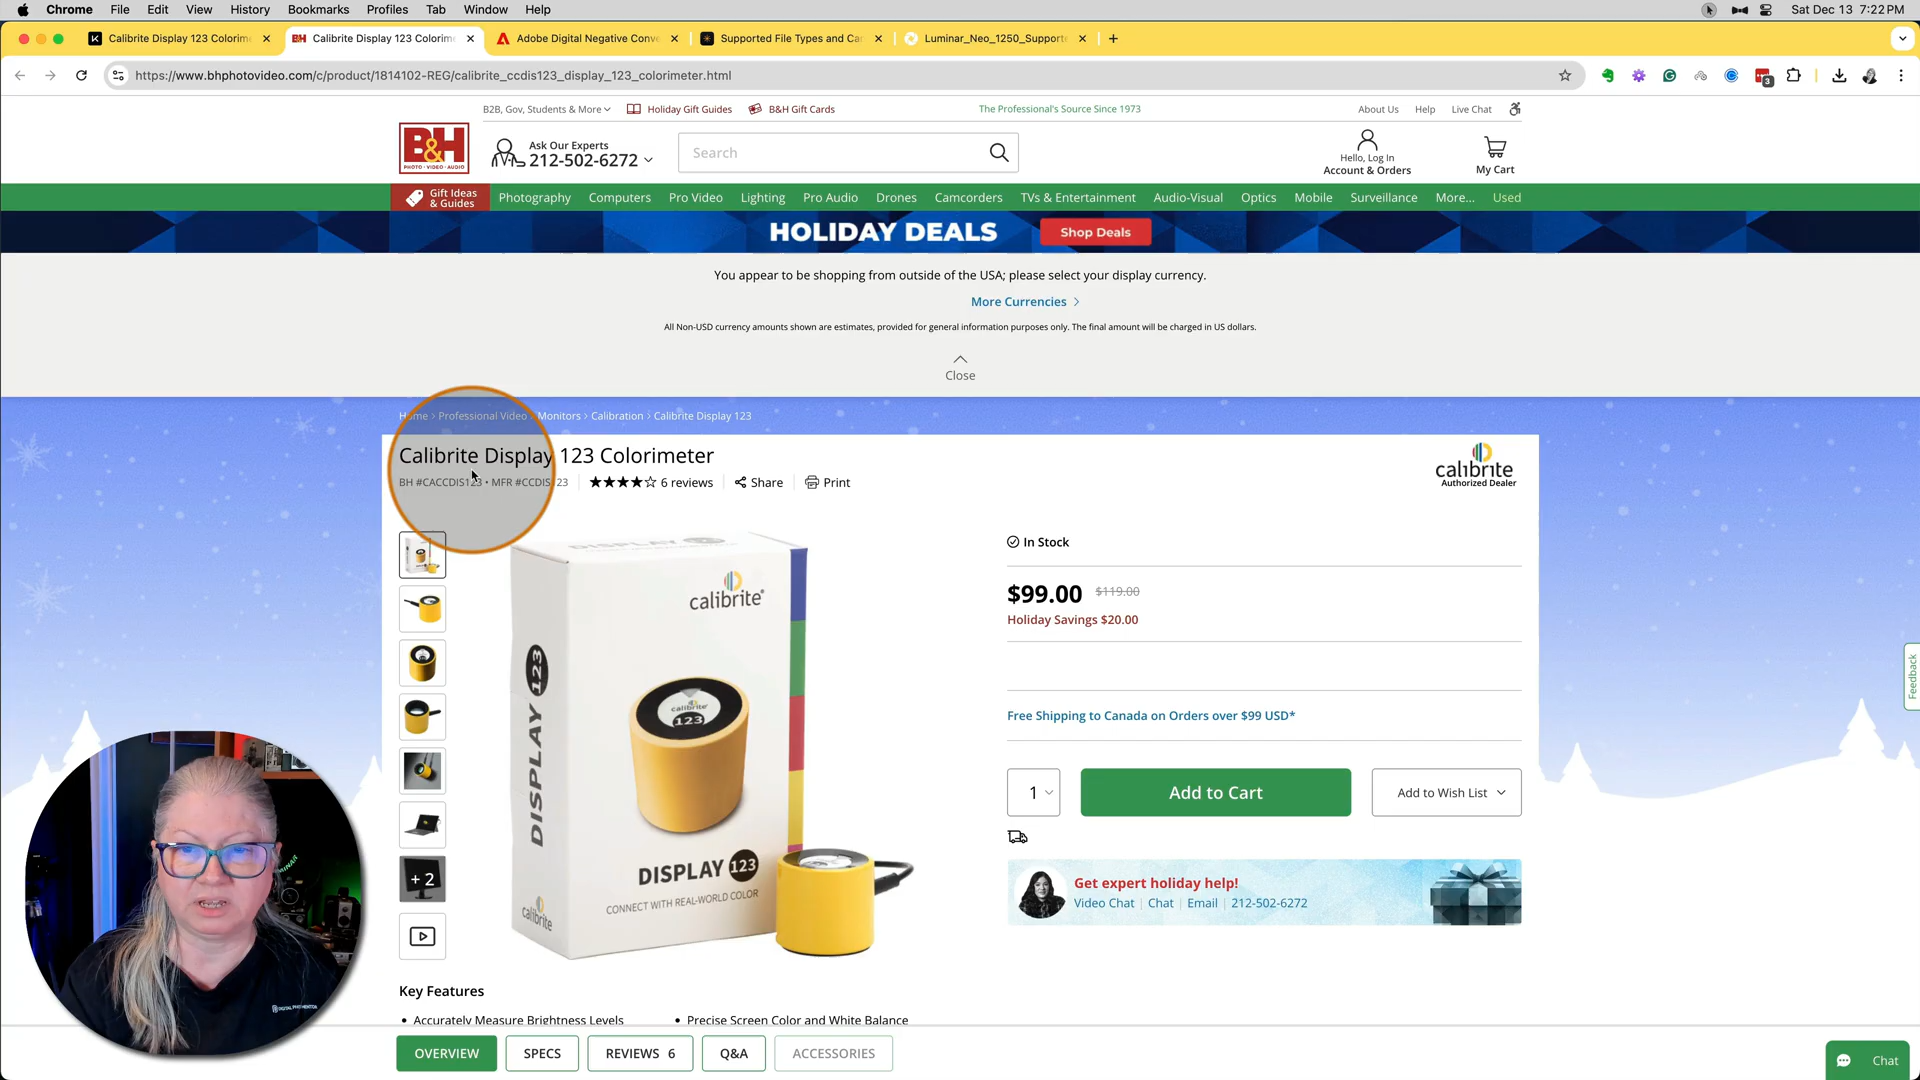 Chrome File Edit View History Bookmarks Profiles Tab Window Help Sat Dec 13 7:22 PM
Calibrite Display 123 Colorim Calibrite Display 123 Colorime Adobe Digital Negative Conve Supported File Types and Ca Luminar_Neo_1250_Support
https://www.bhphotovideo.com/c/product/1814102-REG/calibrite_ccdis123_display_123_colorimeter.html
3
B2B, Gov, Students & More Holiday Gift Guides B&H Gift Cards The Professional's Source Since 1973 About Us Help Live Chat
B&H
PHOTO · VIDEO · AUDIO
Ask Our Experts
212-502-6272
Search
Hello, Log In
Account & Orders
My Cart
Gift Ideas
& Guides
Photography Computers Pro Video Lighting Pro Audio Drones Camcorders TVs & Entertainment Audio-Visual Optics Mobile Surveillance More... Used
HOLIDAY DEALS Shop Deals
You appear to be shopping from outside of the USA; please select your display currency.
More Currencies >
All Non-USD currency amounts shown are estimates, provided for general information purposes only. The final amount will be charged in US dollars.
Close
Home > Professional Video > Monitors > Calibration > Calibrite Display 123
Calibrite Display 123 Colorimeter
BH #CACCDIS123 • MFR #CCDIS123 6 reviews Share Print
calibrite
Authorized Dealer
DISPLAY
calibrite
DISPLAY 123
calibrite
123
DISPLAY 123
CONNECT WITH REAL-WORLD COLOR
calibrite
+ 2
In Stock
$99.00 $119.00
Holiday Savings $20.00
Free Shipping to Canada on Orders over $99 USD*
1 Add to Cart Add to Wish List
Get expert holiday help!
Video Chat | Chat | Email | 212-502-6272
Feedback
Key Features
• Accurately Measure Brightness Levels • Precise Screen Color and White Balance
OVERVIEW SPECS REVIEWS 6 Q&A ACCESSORIES
Chat